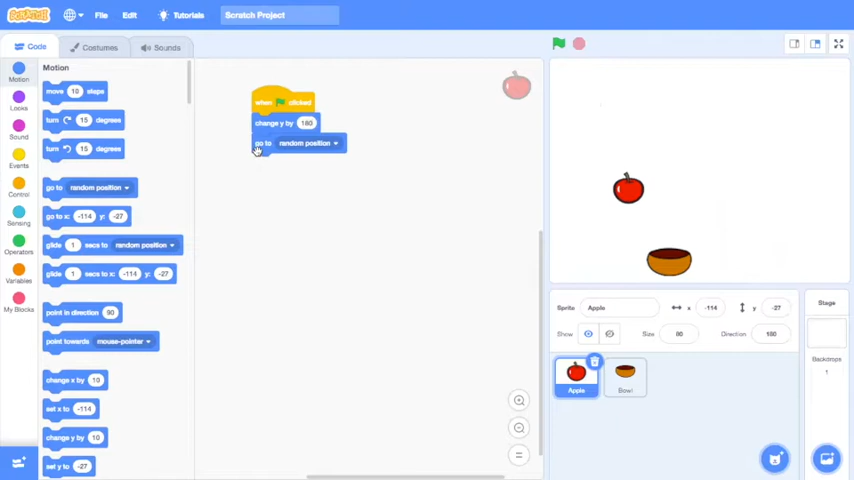 SCRATCH File Edit Tutorials Scratch Project
Code Costumes Sounds
Motion
Looks
Sound
Events
Control
Sensing
Operators
Variables
My Blocks
Motion
move 10 steps
turn 15 degrees
turn 15 degrees
go to random position
go to x: -114 y: -27
glide 1 secs to random position
glide 1 secs to x: -114 y: -27
point in direction 90
point towards mouse-pointer
change x by 10
set x to -114
change y by 10
set y to -27
when clicked
change y by 180
go to random position
Sprite Apple x -114 y -27
Show Size 80 Direction 180
Apple Bowl
Stage
Backdrops
1